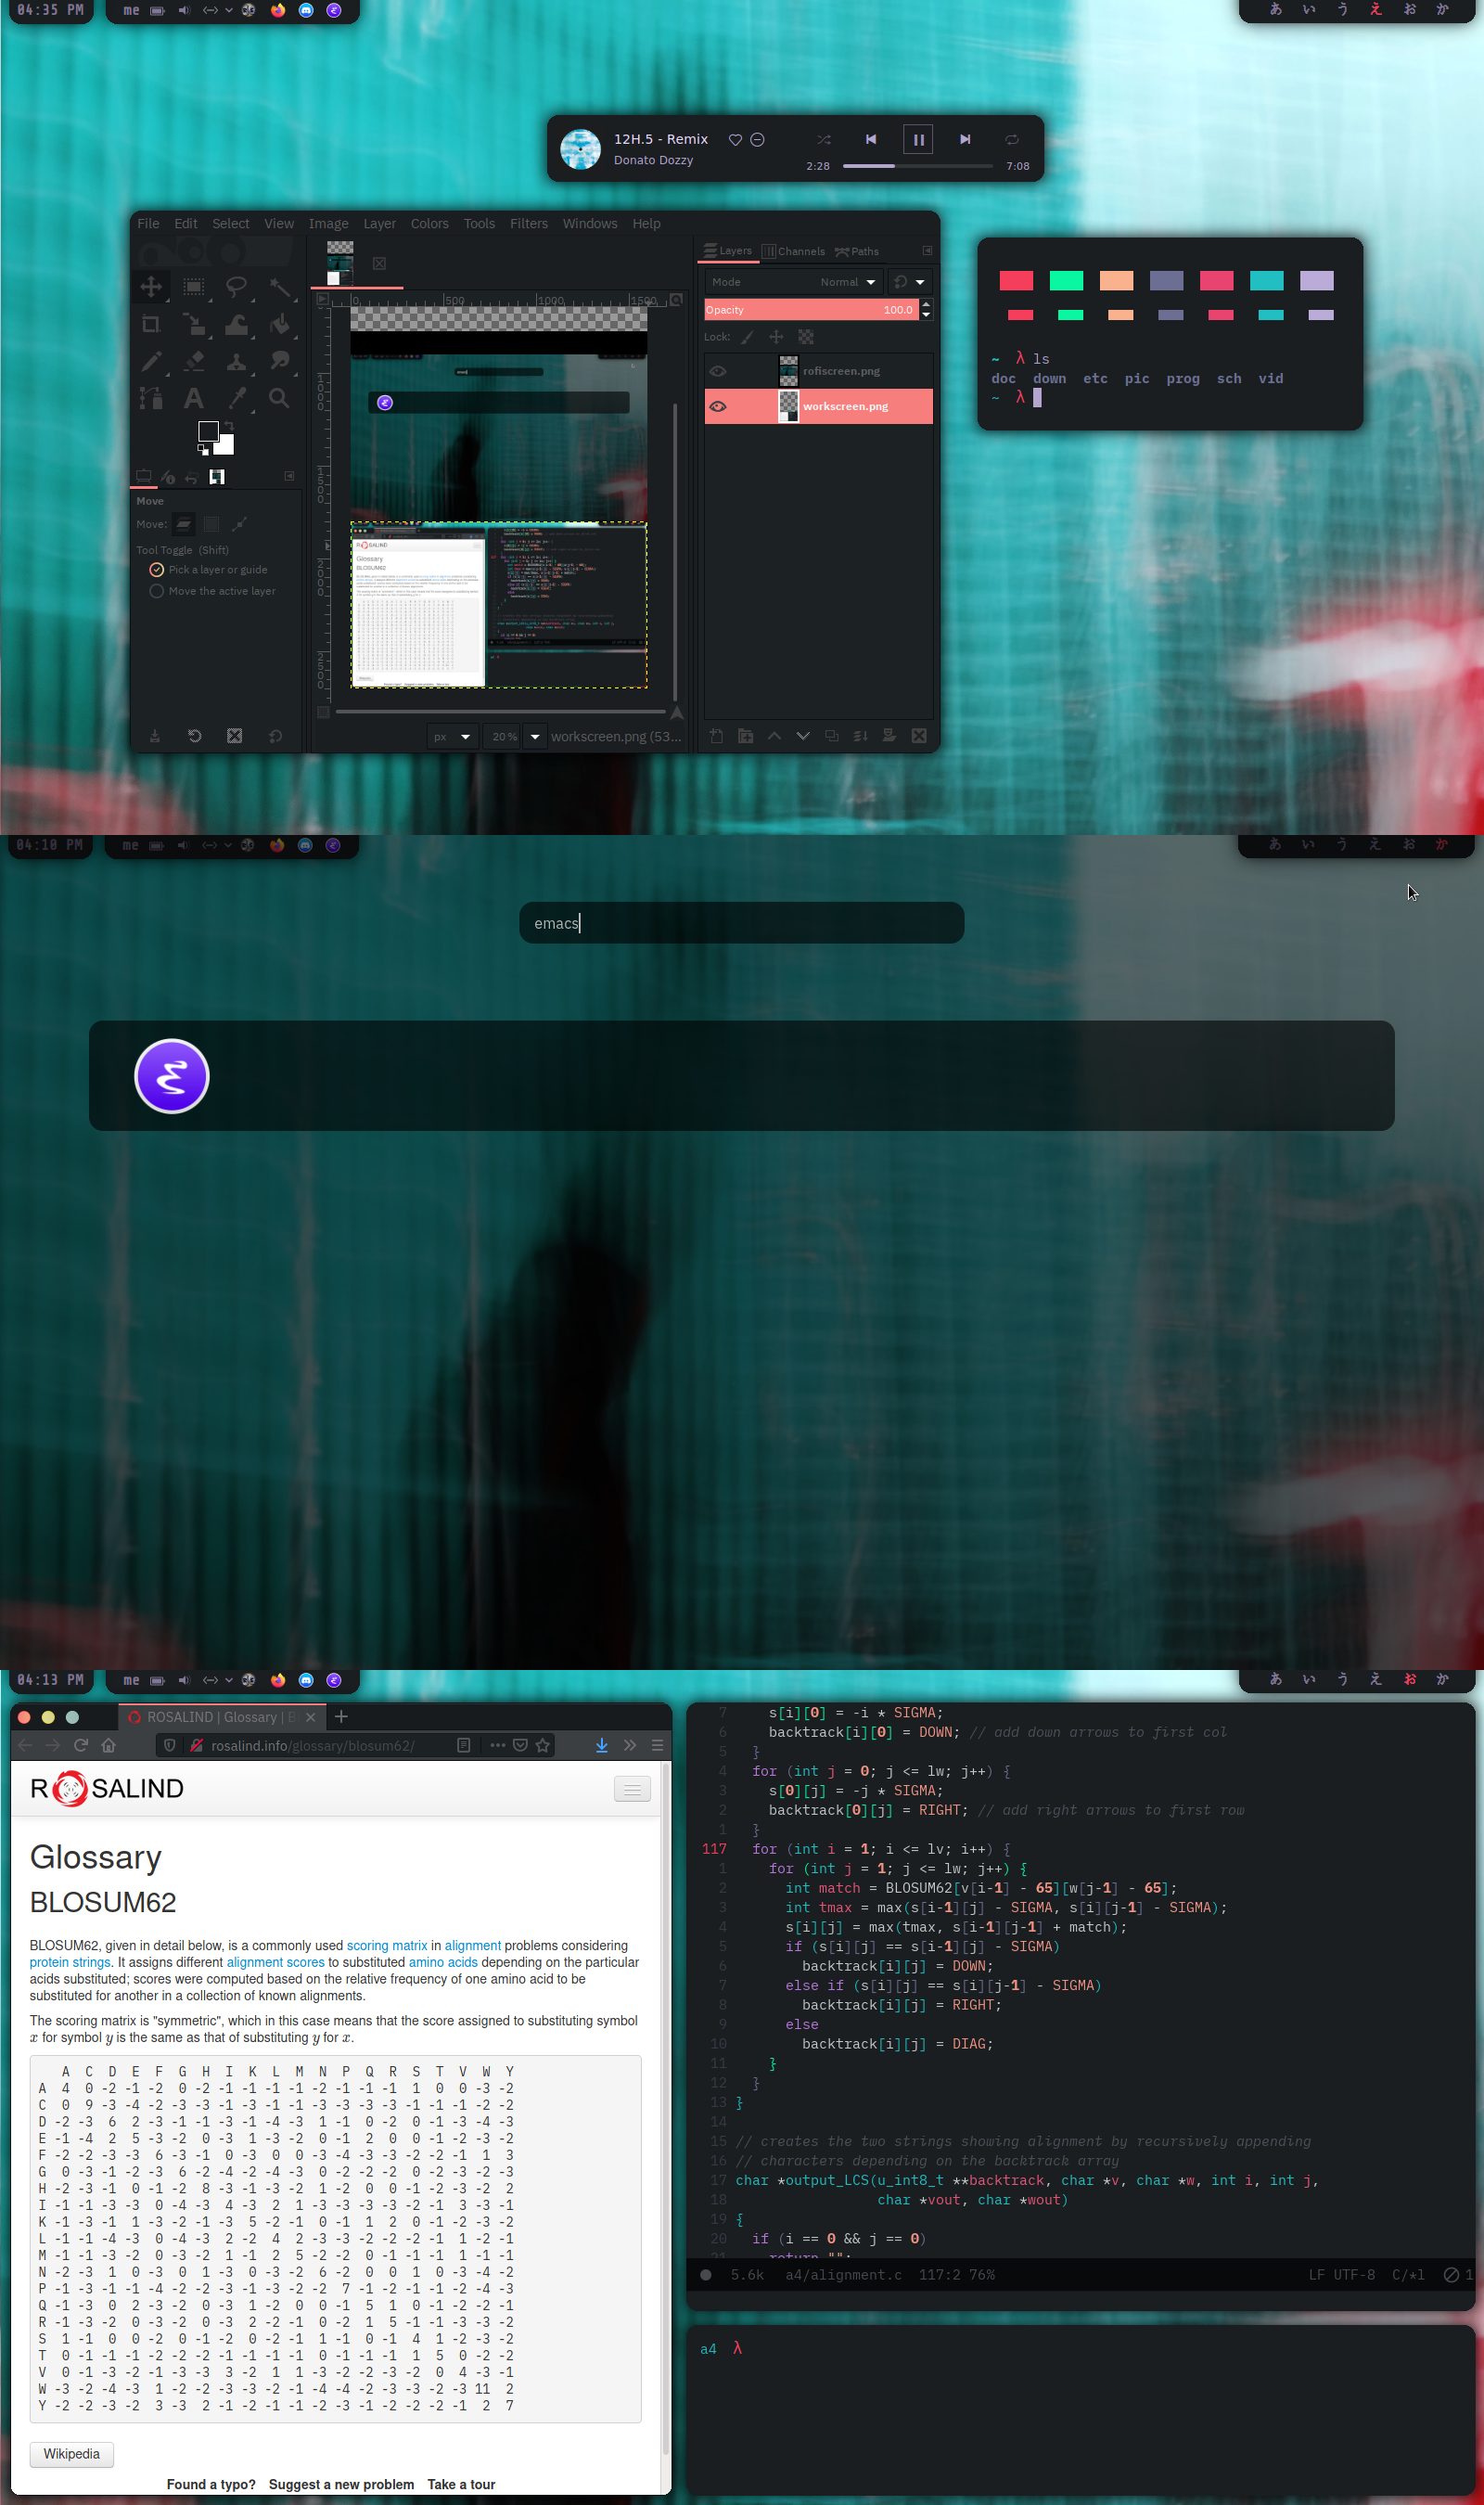 04:35 PM
me
あ い う え お か
12H.5 - Remix
Donato Dozzy
2:28
7:08
File Edit Select View Image Layer Colors Tools Filters Windows Help
Layers Channels Paths
Mode Normal
Opacity 100.0
Lock:
rofiscreen.png
workscreen.png
0 500 1000 1500
Move
Move:
Tool Toggle (Shift)
Pick a layer or guide
Move the active layer
px 20 % workscreen.png (53...
~ λ ls
doc down etc pic prog sch vid
~ λ
04:10 PM
me
あ い う え お か
emacs
04:13 PM
me
あ い う え お か
ROSALIND | Glossary | B
rosalind.info/glossary/blosum62/
ROSALIND
Glossary
BLOSUM62
BLOSUM62, given in detail below, is a commonly used scoring matrix in alignment problems considering
protein strings. It assigns different alignment scores to substituted amino acids depending on the particular
acids substituted; scores were computed based on the relative frequency of one amino acid to be
substituted for another in a collection of known alignments.
The scoring matrix is "symmetric", which in this case means that the score assigned to substituting symbol
x for symbol y is the same as that of substituting y for x.
A C D E F G H I K L M N P Q R S T V W Y
A 4 0 -2 -1 -2 0 -2 -1 -1 -1 -1 -2 -1 -1 -1 1 0 0 -3 -2
C 0 9 -3 -4 -2 -3 -3 -1 -3 -1 -1 -3 -3 -3 -3 -1 -1 -1 -2 -2
D -2 -3 6 2 -3 -1 -1 -3 -1 -4 -3 1 -1 0 -2 0 -1 -3 -4 -3
E -1 -4 2 5 -3 -2 0 -3 1 -3 -2 0 -1 2 0 0 -1 -2 -3 -2
F -2 -2 -3 -3 6 -3 -1 0 -3 0 0 -3 -4 -3 -3 -2 -2 -1 1 3
G 0 -3 -1 -2 -3 6 -2 -4 -2 -4 -3 0 -2 -2 -2 0 -2 -3 -2 -3
H -2 -3 -1 0 -1 -2 8 -3 -1 -3 -2 1 -2 0 0 -1 -2 -3 -2 2
I -1 -1 -3 -3 0 -4 -3 4 -3 2 1 -3 -3 -3 -3 -2 -1 3 -3 -1
K -1 -3 -1 1 -3 -2 -1 -3 5 -2 -1 0 -1 1 2 0 -1 -2 -3 -2
L -1 -1 -4 -3 0 -4 -3 2 -2 4 2 -3 -3 -2 -2 -2 -1 1 -2 -1
M -1 -1 -3 -2 0 -3 -2 1 -1 2 5 -2 -2 0 -1 -1 -1 1 -1 -1
N -2 -3 1 0 -3 0 1 -3 0 -3 -2 6 -2 0 0 1 0 -3 -4 -2
P -1 -3 -1 -1 -4 -2 -2 -3 -1 -3 -2 -2 7 -1 -2 -1 -1 -2 -4 -3
Q -1 -3 0 2 -3 -2 0 -3 1 -2 0 0 -1 5 1 0 -1 -2 -2 -1
R -1 -3 -2 0 -3 -2 0 -3 2 -2 -1 0 -2 1 5 -1 -1 -3 -3 -2
S 1 -1 0 0 -2 0 -1 -2 0 -2 -1 1 -1 0 -1 4 1 -2 -3 -2
T 0 -1 -1 -1 -2 -2 -2 -1 -1 -1 -1 0 -1 -1 -1 1 5 0 -2 -2
V 0 -1 -3 -2 -1 -3 -3 3 -2 1 1 -3 -2 -2 -3 -2 0 4 -3 -1
W -3 -2 -4 -3 1 -2 -2 -3 -3 -2 -1 -4 -4 -2 -3 -3 -2 -3 11 2
Y -2 -2 -3 -2 3 -3 2 -1 -2 -1 -1 -2 -3 -1 -2 -2 -2 -1 2 7
Wikipedia
Found a typo? Suggest a new problem Take a tour
7 s[i][0] = -i * SIGMA;
6 backtrack[i][0] = DOWN; // add down arrows to first col
5 }
4 for (int j = 0; j <= lw; j++) {
3 s[0][j] = -j * SIGMA;
2 backtrack[0][j] = RIGHT; // add right arrows to first row
1 }
117 for (int i = 1; i <= lv; i++) {
1 for (int j = 1; j <= lw; j++) {
2 int match = BLOSUM62[v[i-1] - 65][w[j-1] - 65];
3 int tmax = max(s[i-1][j] - SIGMA, s[i][j-1] - SIGMA);
4 s[i][j] = max(tmax, s[i-1][j-1] + match);
5 if (s[i][j] == s[i-1][j] - SIGMA)
6 backtrack[i][j] = DOWN;
7 else if (s[i][j] == s[i][j-1] - SIGMA)
8 backtrack[i][j] = RIGHT;
9 else
10 backtrack[i][j] = DIAG;
11 }
12 }
13 }
14
15 // creates the two strings showing alignment by recursively appending
16 // characters depending on the backtrack array
17 char *output_LCS(u_int8_t **backtrack, char *v, char *w, int i, int j,
18 char *vout, char *wout)
19 {
20 if (i == 0 && j == 0)
21 return "";
5.6k a4/alignment.c 117:2 76% LF UTF-8 C/*l 1
a4 λ